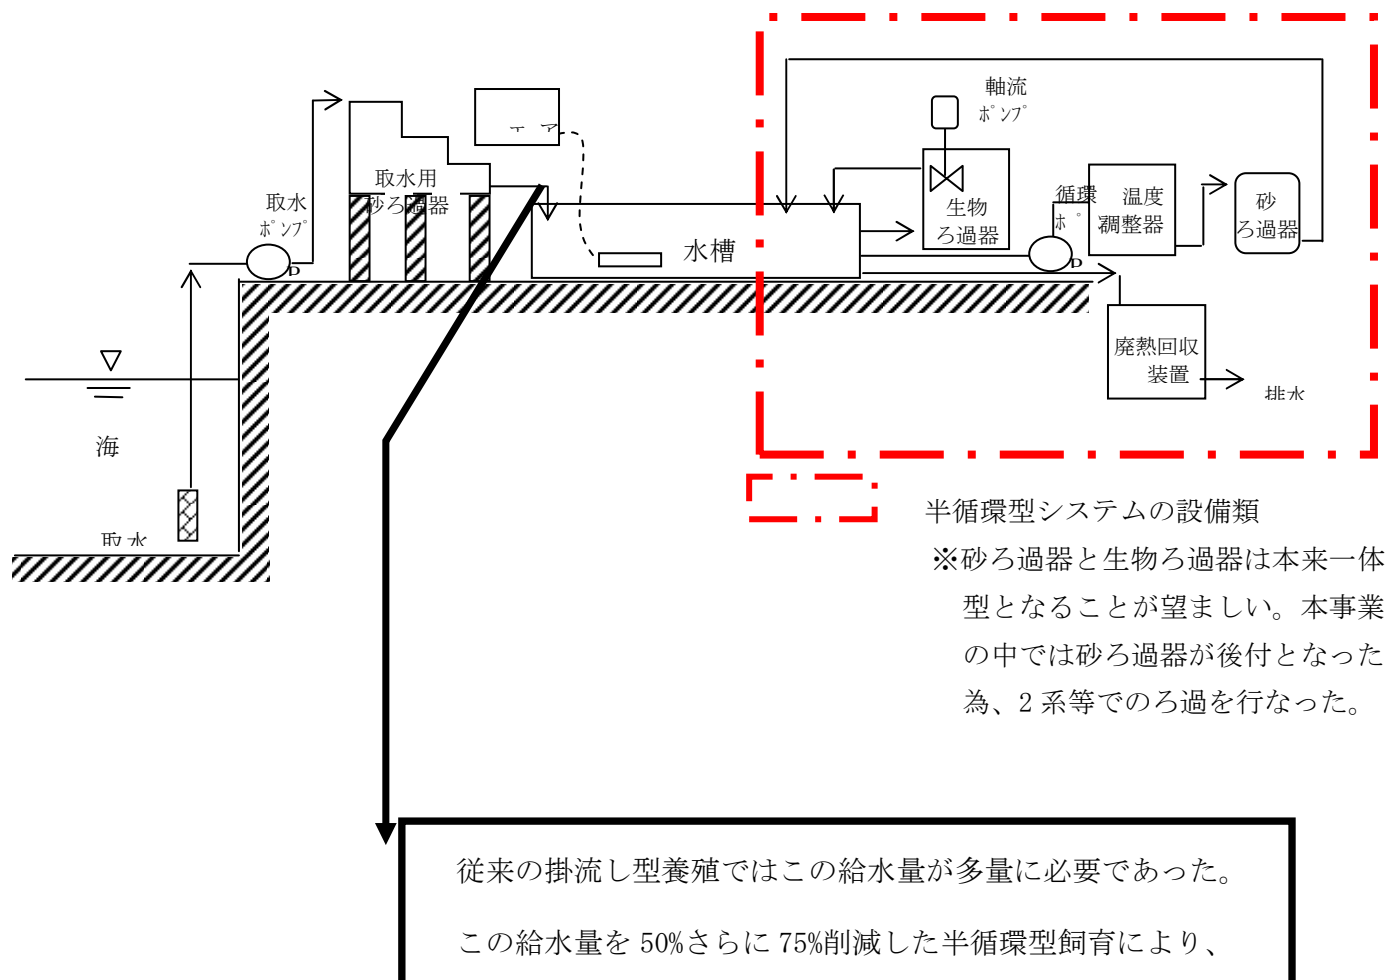 軸流
ポンプ
エア
取水用
砂ろ過器
取水
ポンプ
P
水槽
生物
ろ過器
循環
ポ
P
温度
調整器
砂
ろ過器
廃熱回収
装置
排水
海
取水
半循環型システムの設備類
※砂ろ過器と生物ろ過器は本来一体
型となることが望ましい。本事業
の中では砂ろ過器が後付となった
為、2 系等でのろ過を行なった。
従来の掛流し型養殖ではこの給水量が多量に必要であった。
この給水量を 50%さらに 75%削減した半循環型飼育により、